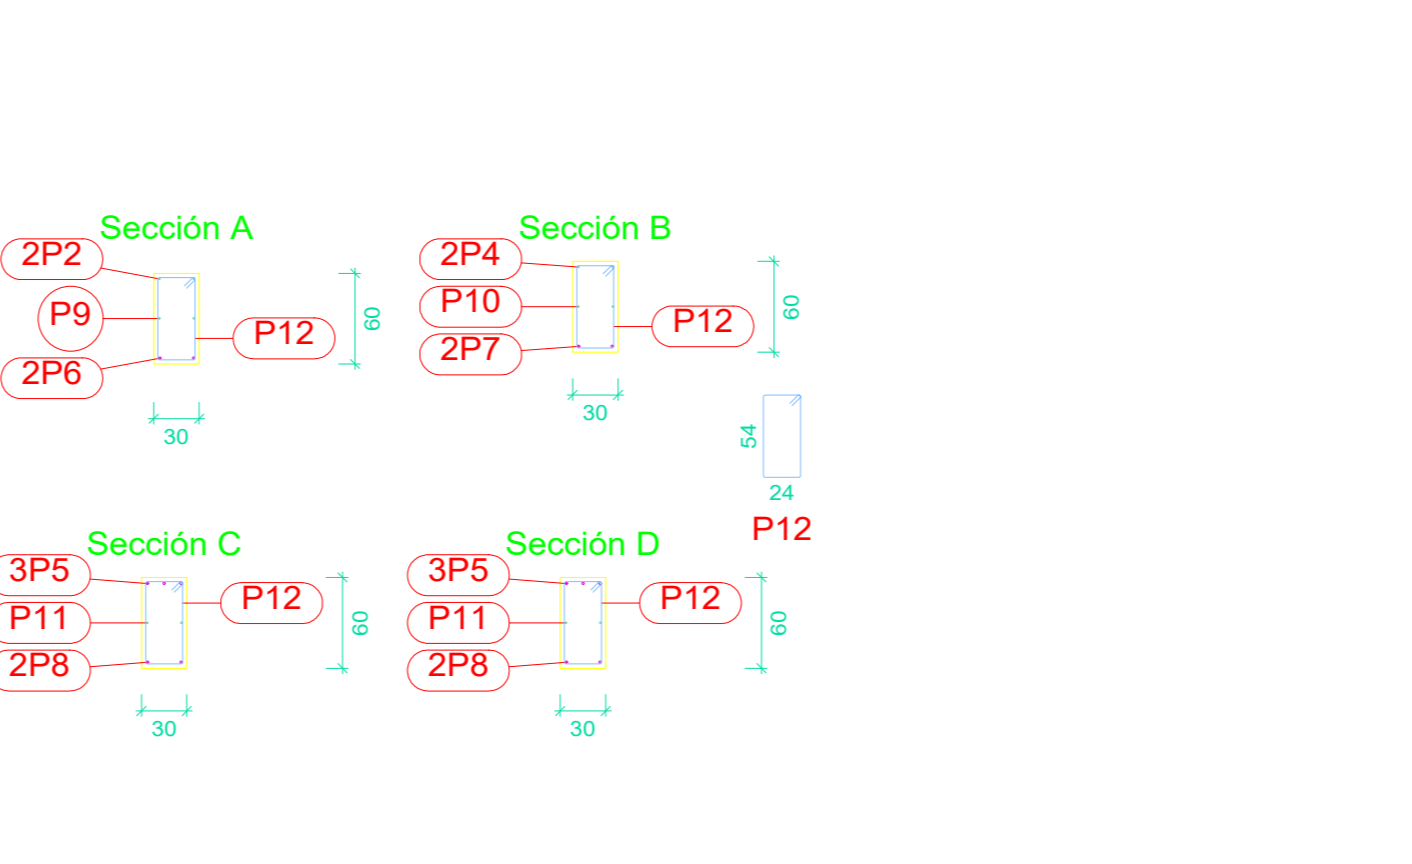 Sección A
2P2
P9
2P6
P12
60
30
Sección B
2P4
P10
2P7
P12
60
30
54
24
P12
Sección C
3P5
P11
2P8
P12
60
30
Sección D
3P5
P11
2P8
P12
60
30